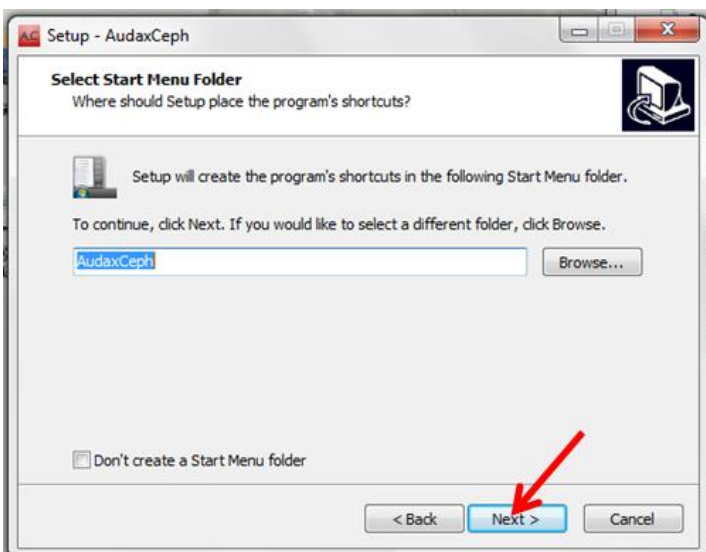 AC Setup - AudaxCeph
Select Start Menu Folder
Where should Setup place the program's shortcuts?
Setup will create the program's shortcuts in the following Start Menu folder.
To continue, click Next. If you would like to select a different folder, click Browse.
AudaxCeph Browse...
Don't create a Start Menu folder
< Back Next > Cancel